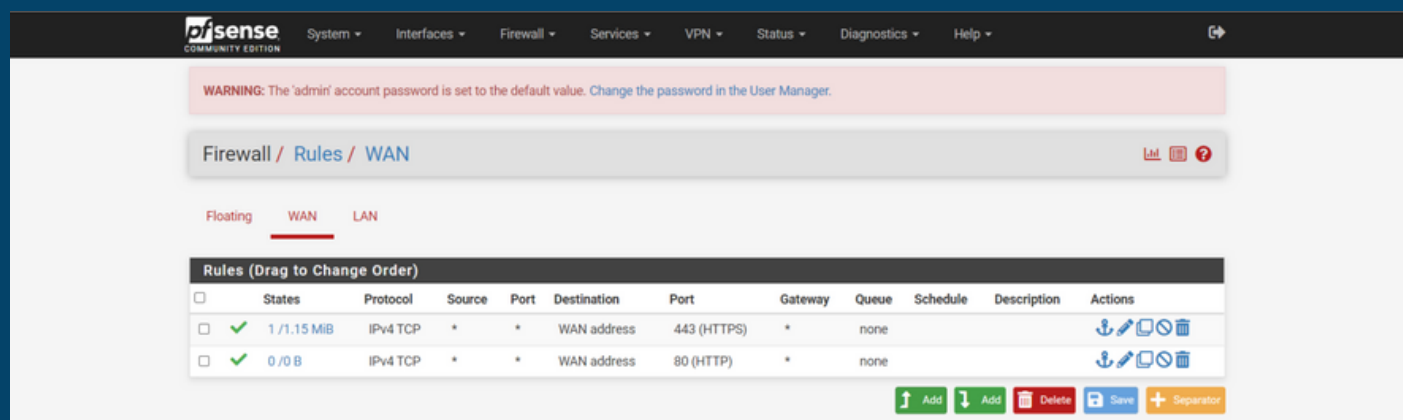 pfsense System Interfaces Firewall Services VPN Status Diagnostics Help
COMMUNITY EDITION
WARNING: The 'admin' account password is set to the default value. Change the password in the User Manager.
Firewall / Rules / WAN
Floating WAN LAN
Rules (Drag to Change Order)
States Protocol Source Port Destination Port Gateway Queue Schedule Description Actions
1 /1.15 MiB IPv4 TCP * * WAN address 443 (HTTPS) * none
0 /0 B IPv4 TCP * * WAN address 80 (HTTP) * none
Add Add Delete Save Separator